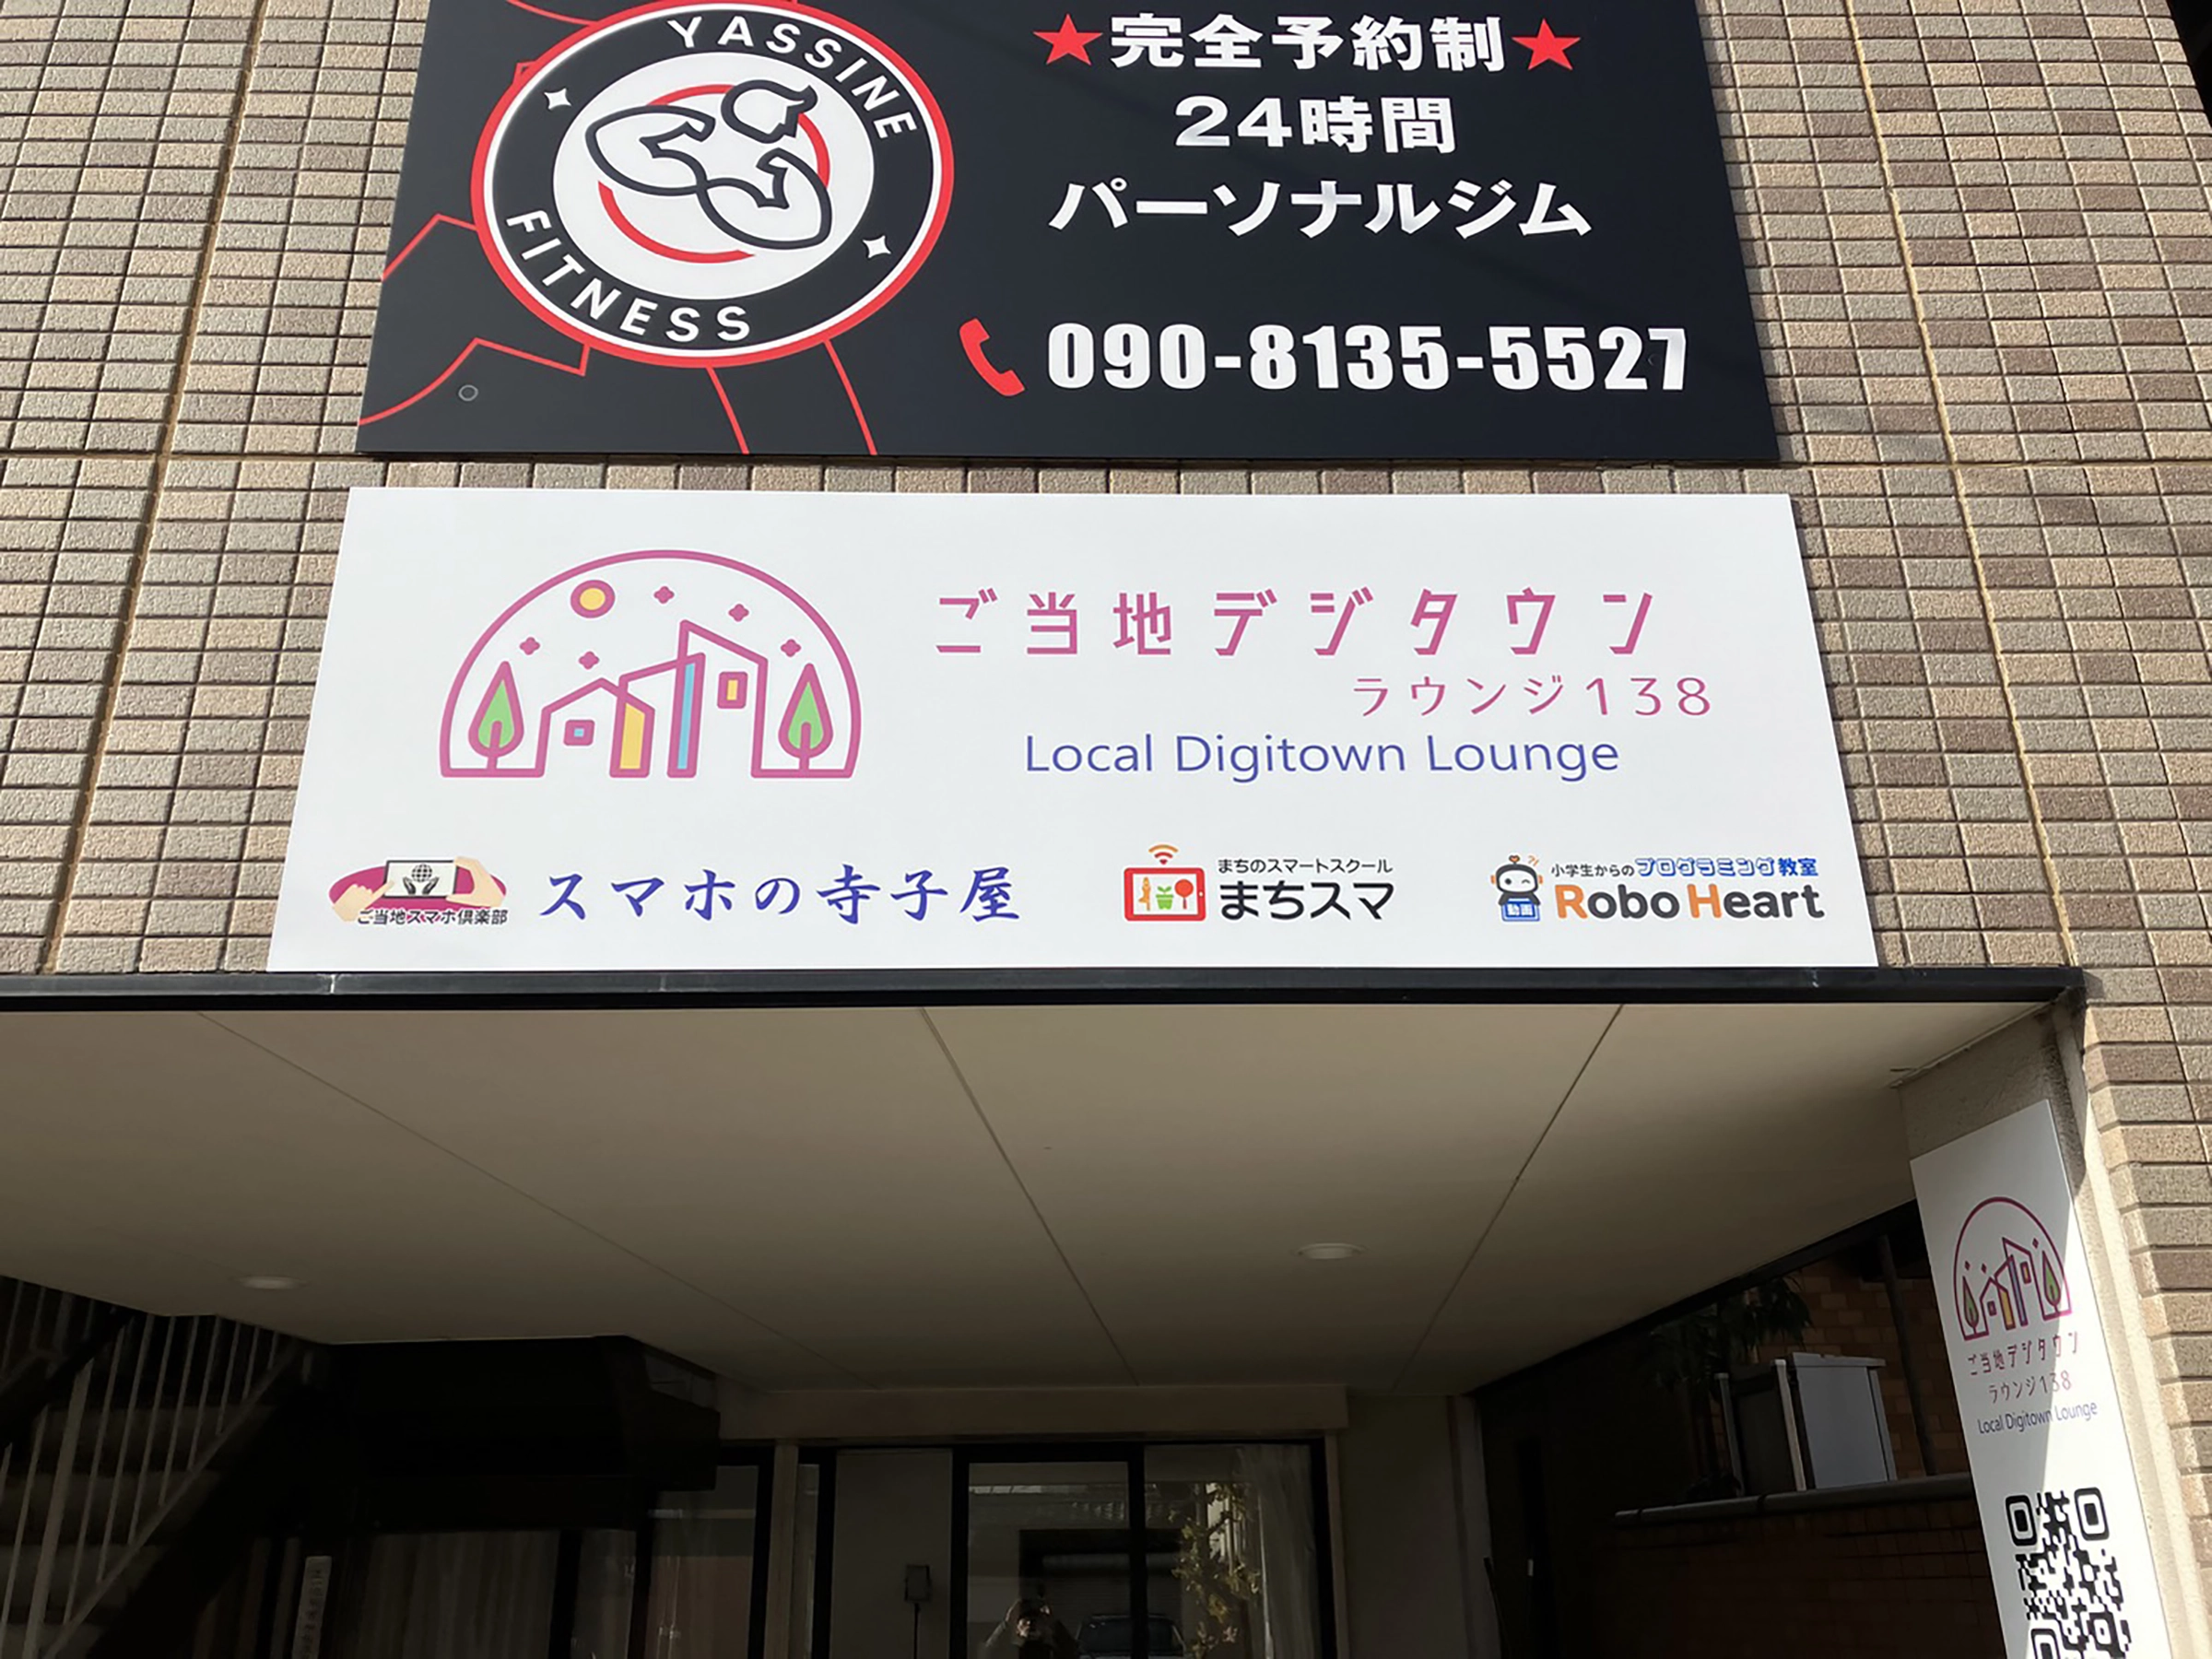 YASSINE
FITNESS
★完全予約制★
24時間
パーソナルジム
090-8135-5527
ご当地デジタウン
ラウンジ138
Local Digitown Lounge
ご当地スマホ倶楽部
スマホの寺子屋
まちのスマートスクール
まちスマ
小学生からのプログラミング教室
動画
Robo Heart
ご当地デジタウン
ラウンジ138
Local Digitown Lounge